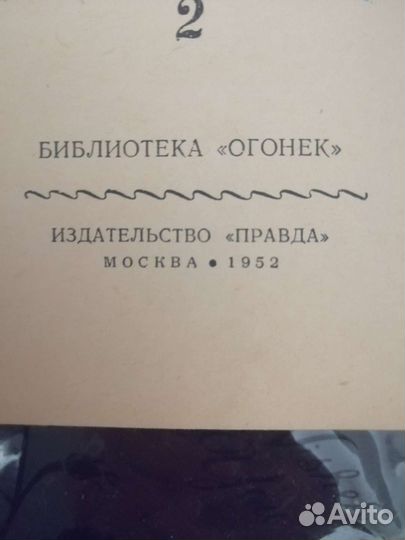 2
БИБЛИОТЕКА «ОГОНЕК»
ИЗДАТЕЛЬСТВО «ПРАВДА»
МОСКВА • 1952
Avito